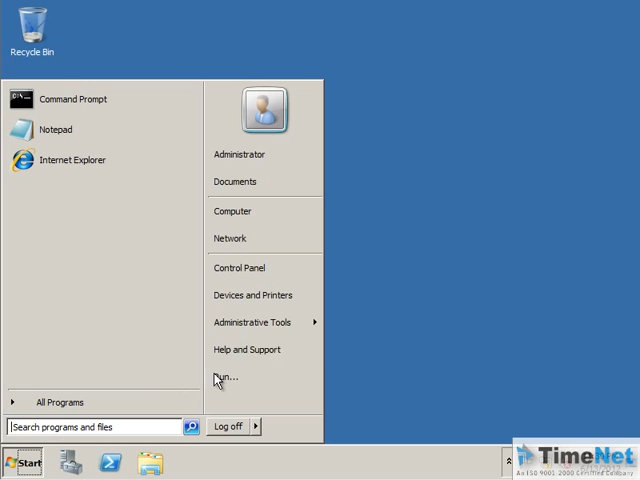 Recycle Bin
Command Prompt
Notepad
Internet Explorer
All Programs
Search programs and files
Administrator
Documents
Computer
Network
Control Panel
Devices and Printers
Administrative Tools
Help and Support
Log off
Start
TimeNet
An ISO 9001-2000 Certified Company